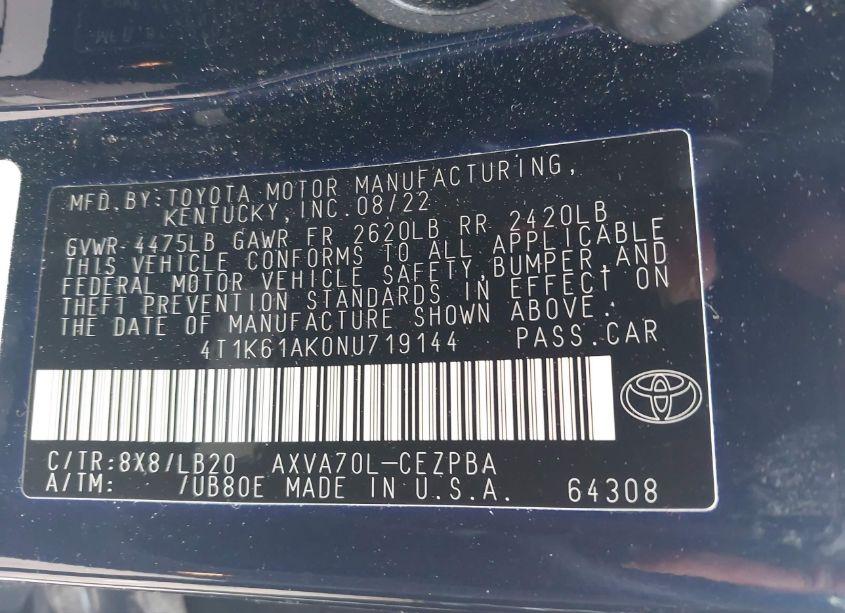 MFD.BY:TOYOTA MOTOR MANUFACTURING,
KENTUCKY,INC.08/22
GVWR 4475LB GAWR FR 2620LB RR 2420LB
THIS VEHICLE CONFORMS TO ALL APPLICABLE
FEDERAL MOTOR VEHICLE SAFETY,BUMPER,AND
THEFT PREVENTION STANDARDS IN EFFECT ON
THE DATE OF MANUFACTURE SHOWN ABOVE.
4T1K61AK0NU719144 PASS.CAR
C/TR:8X8/LB20 AXVA70L-CEZPBA
A/TM: /UB80E MADE IN U.S.A. 64308